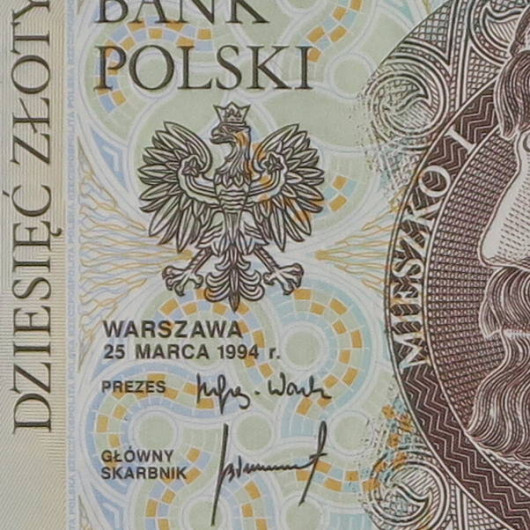 DZIESIĘĆ ZŁOTY
BANK
POLSKI
MIESZKO I
WARSZAWA
25 MARCA 1994 r.
PREZES
GŁÓWNY
SKARBNIK